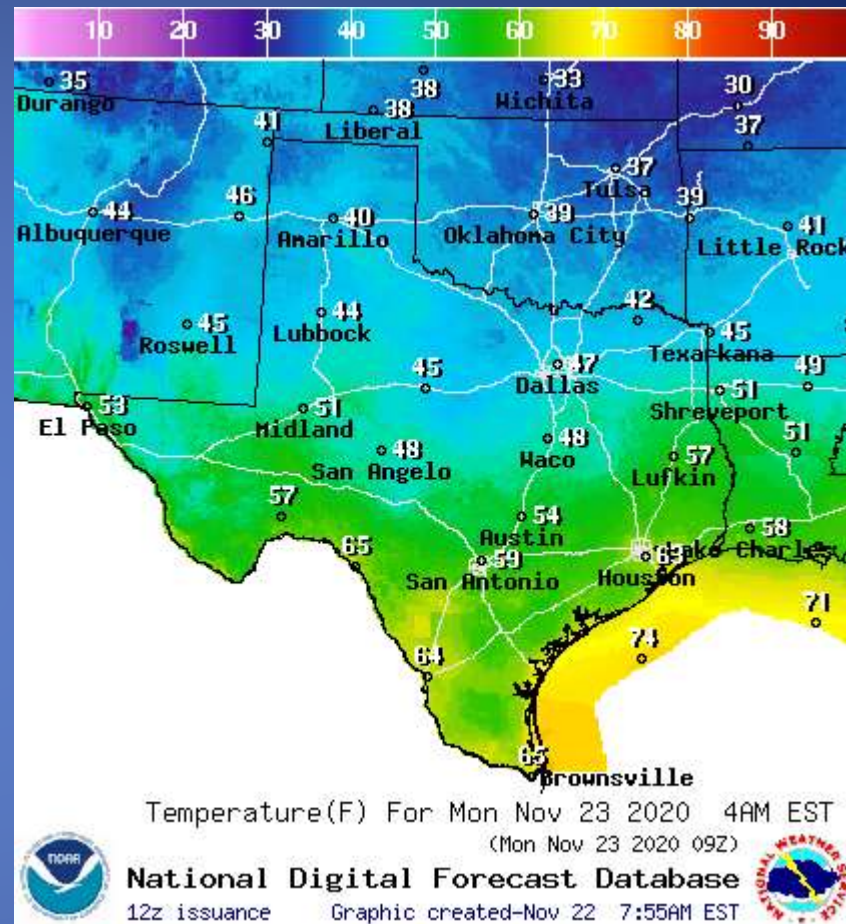 10 20 30 40 50 60 70 80 90
35 38 33 30
Durango 38 Wichita
Liberal
41 37
37
Tulsa
44 46 40 39 39 41
Albuquerque Amarillo Oklahoma City Little Rock
45 44 42 45
Roswell Lubbock Texarkana
45 47 49
Dallas
53 51 51
El Paso Midland Shreveport
48 48 57 51
San Angelo Waco Lufkin
57 54 58
Austin
65 59 63 Lake Charles
San Antonio Houston
71
64 74
65
Brownsville
Temperature(F) For Mon Nov 23 2020 4AM EST
(Mon Nov 23 2020 09Z)
NOAA
NATIONAL WEATHER SERVICE
National Digital Forecast Database
12z issuance Graphic created-Nov 22 7:55AM EST